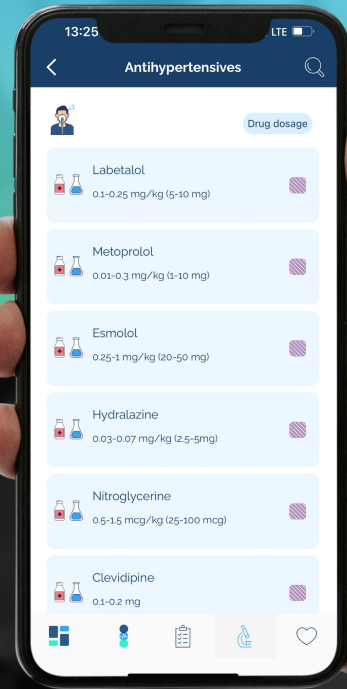 13:25
LTE
Antihypertensives
Drug dosage
Labetalol
0.1-0.25 mg/kg (5-10 mg)
Metoprolol
0.01-0.3 mg/kg (1-10 mg)
Esmolol
0.25-1 mg/kg (20-50 mg)
Hydralazine
0.03-0.07 mg/kg (2.5-5mg)
Nitroglycerine
0.5-1.5 mcg/kg (25-100 mcg)
Clevidipine
0.1-0.2 mg